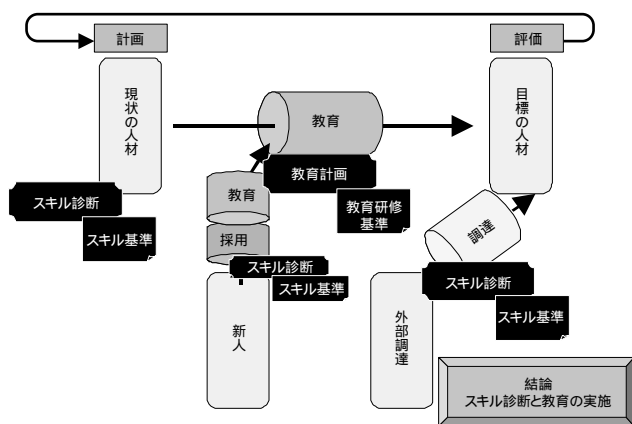 計画
評価
現状の人材
教育
目標の人材
教育計画
教育研修
基準
スキル診断
スキル基準
教育
採用
スキル診断
スキル基準
新人
調達
スキル診断
スキル基準
外部調達
結論
スキル診断と教育の実施